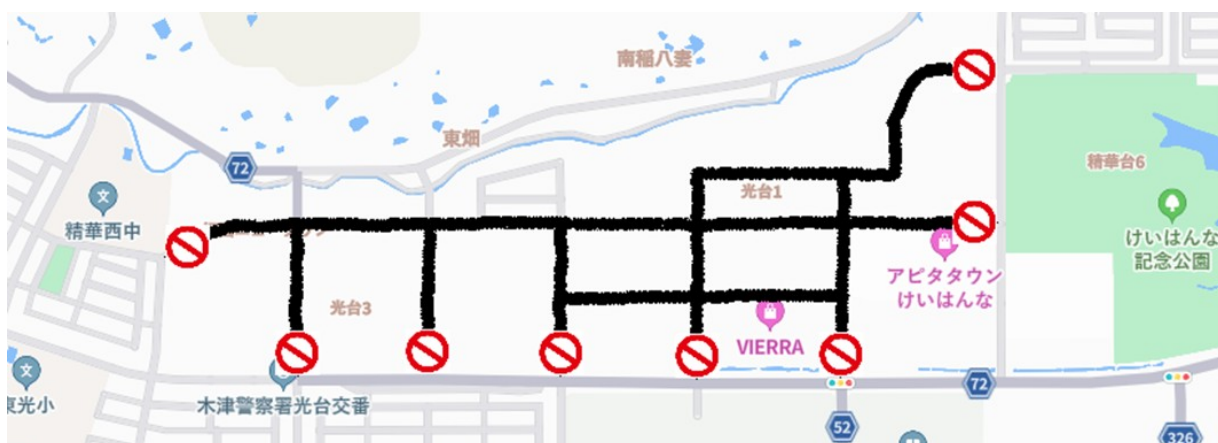 南稲八妻
東畑
72
文
精華西中
光台1
精華台6
けいはんな
記念公園
アピタタウン
けいはんな
光台3
VIERRA
文
東光小
木津警察署光台交番
72
52
326